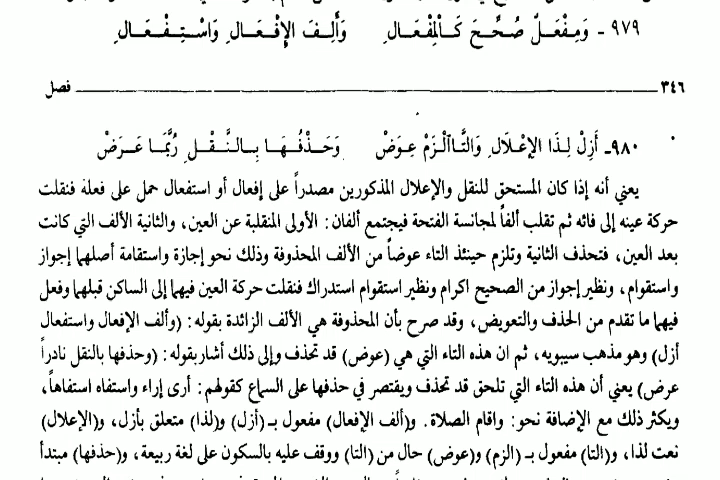 ٩٧٩ - وَمِفْعَلٌ صُحِّحَ كَالْمِفْعَالِ وَأَلِفَ الإِفْعَالِ وَاسْتِفْعَالِ
٣٤٦ فصل
٩٨٠ـ أَزِلْ لِذَا الإِعْلَالِ وَالتَّا الْزَمْ عِوَضْ وَحَذْفُهَا بِالنَّقْلِ رُبَّمَا عَرَضْ
يعني أنه إذا كان المستحق للنقل والإعلال المذكورين مصدراً على إفعال أو استفعال حمل على فعله فنقلت
حركة عينه إلى فائه ثم تقلب ألفاً لمجانسة الفتحة فيجتمع ألفان: الأولى المنقلبة عن العين، والثانية الألف التي كانت
بعد العين، فتحذف الثانية وتلزم حينئذ التاء عوضاً من الألف المحذوفة وذلك نحو إجازة واستقامة أصلهما إجواز
واستقوام، ونظير إجواز من الصحيح اكرام ونظير استقوام استدراك فنقلت حركة العين فيهما إلى الساكن قبلهما وفعل
فيهما ما تقدم من الحذف والتعويض، وقد صرح بأن المحذوفة هي الألف الزائدة بقوله: (وألف الإفعال واستفعال
أزل) وهو مذهب سيبويه، ثم ان هذه التاء التي هي (عوض) قد تحذف وإلى ذلك أشار بقوله: (وحذفها بالنقل نادراً
عرض) يعني أن هذه التاء التي تلحق قد تحذف ويقتصر في حذفها على السماع كقولهم: أرى إراء واستفاه استفاهاً،
ويكثر ذلك مع الإضافة نحو: واقام الصلاة. و(ألف الإفعال) مفعول بـ (أزل) و(لذا) متعلق بأزل، و(الإعلال)
نعت لذا، و(التا) مفعول بـ (الزم) و(عوض) حال من (التا) ووقف عليه بالسكون على لغة ربيعة، و(حذفها) مبتدأ